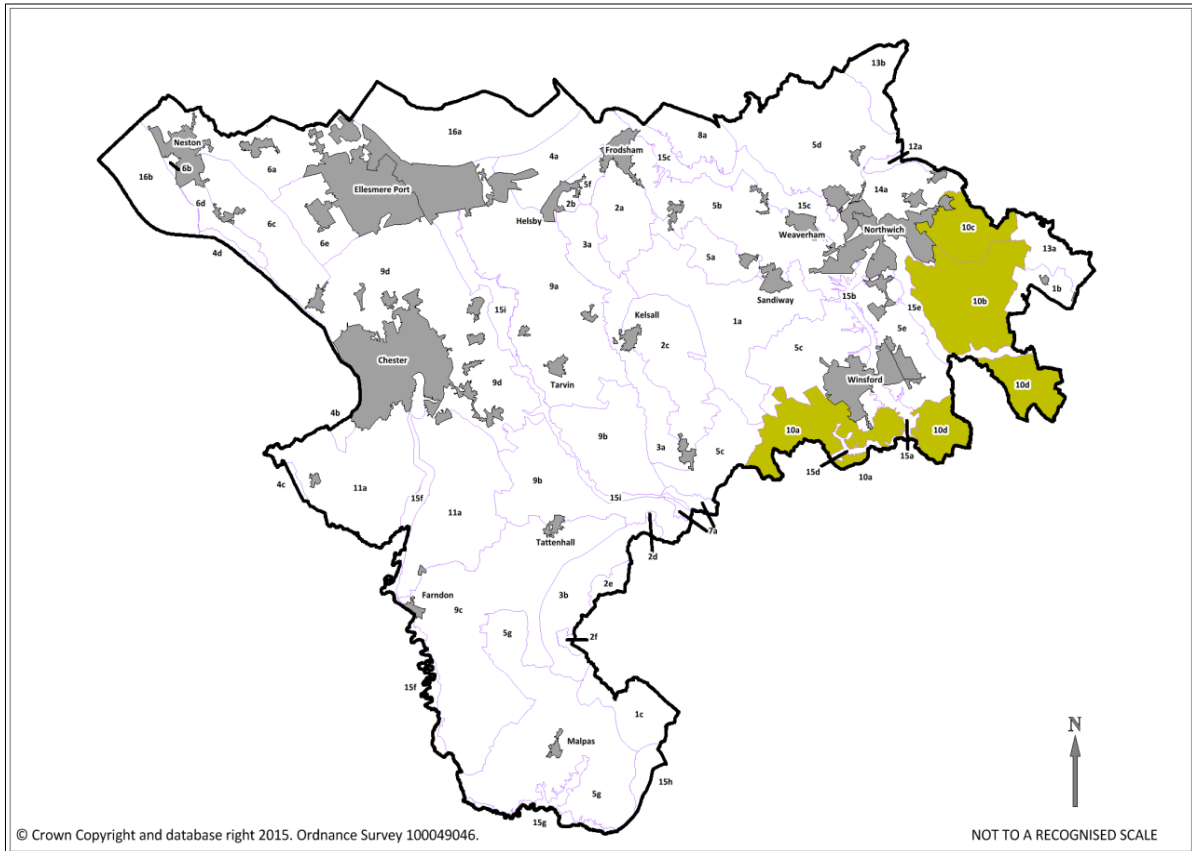 13b
16a
8a
12a
5d
4a
Frodsham
15c
Neston
6b
6a
16b
Ellesmere Port
5f
2b
2a
5b
15c
14a
Helsby
Weaverham
Northwich
10c
6d
6c
6e
4d
3a
5a
13a
9d
9a
Sandiway
15b
15e
10b
1b
15i
Kelsall
1a
5e
2c
5c
Chester
Tarvin
9d
Winsford
10d
4b
9b
3a
5c
10a
10d
15d
15a
10a
4c
11a
15f
11a
9b
15i
7a
Tattenhall
2d
Farndon
9c
3b
2e
5g
2f
15f
1c
Malpas
15h
5g
15g
N
© Crown Copyright and database right 2015. Ordnance Survey 100049046.
NOT TO A RECOGNISED SCALE